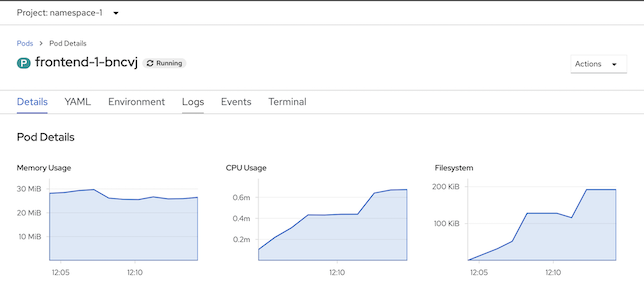 Project: namespace-1
Pods > Pod Details
P frontend-1-bncvj Running
Actions
Details YAML Environment Logs Events Terminal
Pod Details
Memory Usage
30 MiB
20 MiB
10 MiB
12:05 12:10
CPU Usage
0.6m
0.4m
0.2m
12:10
Filesystem
200 KiB
100 KiB
12:05 12:10